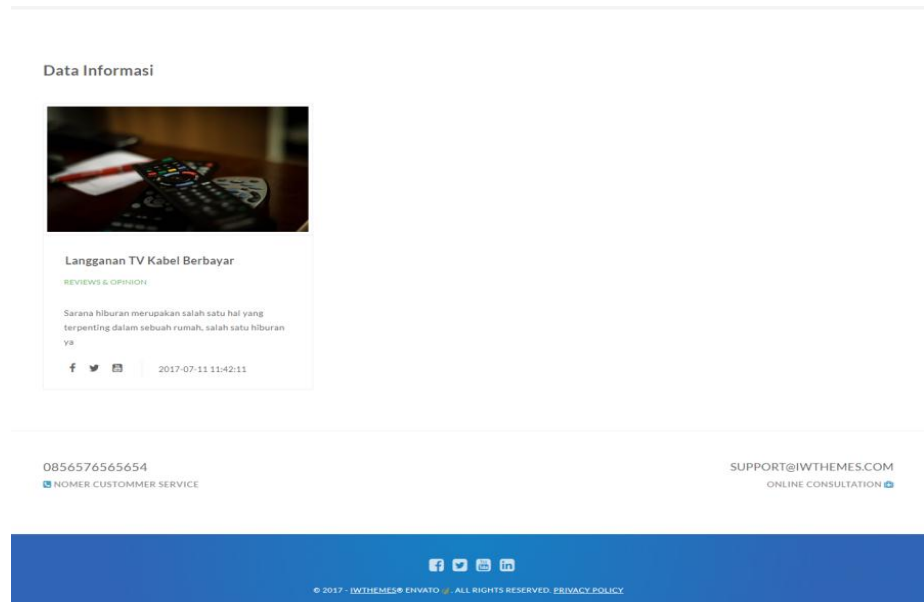 Data Informasi
Langganan TV Kabel Berbayar
REVIEWS & OPINION
Sarana hiburan merupakan salah satu hal yang
terpenting dalam sebuah rumah, salah satu hiburan
ya
2017-07-11 11:42:11
0856576565654
NOMER CUSTOMMER SERVICE
SUPPORT@IWTHEMES.COM
ONLINE CONSULTATION
© 2017 - IWTHEMES® ENVATO . ALL RIGHTS RESERVED. PRIVACY POLICY